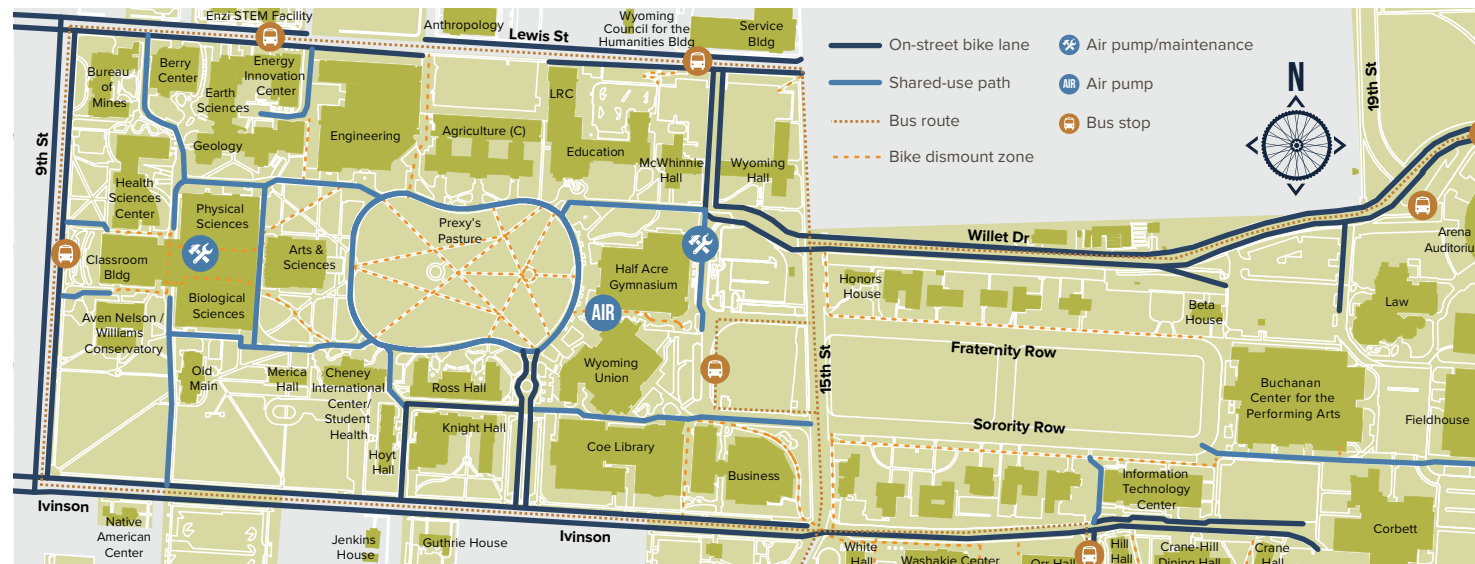 Enzi STEM Facility
Anthropology
Wyoming
Council for the
Humanities Bldg
Service
Bldg
Lewis St
Bureau
of
Mines
Berry
Center
Energy
Innovation
Center
Earth
Sciences
Geology
Engineering
Agriculture (C)
LRC
Education
McWhinnie
Hall
Wyoming
Hall
On-street bike lane
Shared-use path
Bus route
Bike dismount zone
Air pump/maintenance
AIR
Air pump
Bus stop
N
19th St
9th St
Health
Sciences
Center
Physical
Sciences
Prexy's
Pasture
Classroom
Bldg
Arts &
Sciences
Biological
Sciences
Half Acre
Gymnasium
AIR
Willet Dr
Arena
Honors
House
Beta
House
Law
Aven Nelson /
Williams
Conservatory
Old
Main
Merica
Hall
Cheney
International
Center/
Student
Health
Ross Hall
Wyoming
Union
15th St
Fraternity Row
Buchanan
Center for the
Performing Arts
Fieldhouse
Sorority Row
Knight Hall
Hoyt
Hall
Coe Library
Business
Information
Technology
Center
Corbett
Ivinson
Native
American
Center
Jenkins
House
Guthrie House
Ivinson
White
Hall
Washakie Center
Orr Hall
Hill
Hall
Crane-Hill
Dining Hall
Crane
Hall